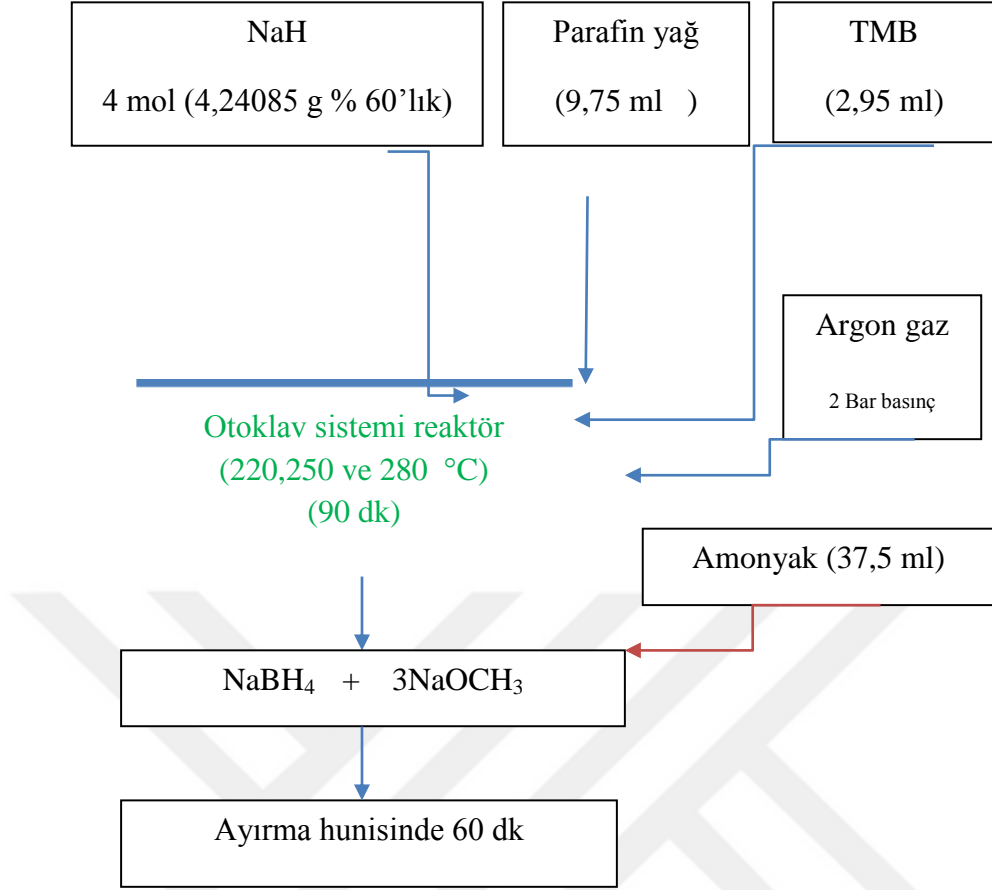 NaH
4 mol (4,24085 g % 60’lık)
Parafin yağ
(9,75 ml )
TMB
(2,95 ml)
Argon gaz
2 Bar basınç
Otoklav sistemi reaktör
(220,250 ve 280 °C)
(90 dk)
Amonyak (37,5 ml)
NaBH₄ + 3NaOCH₃
Ayırma hunisinde 60 dk